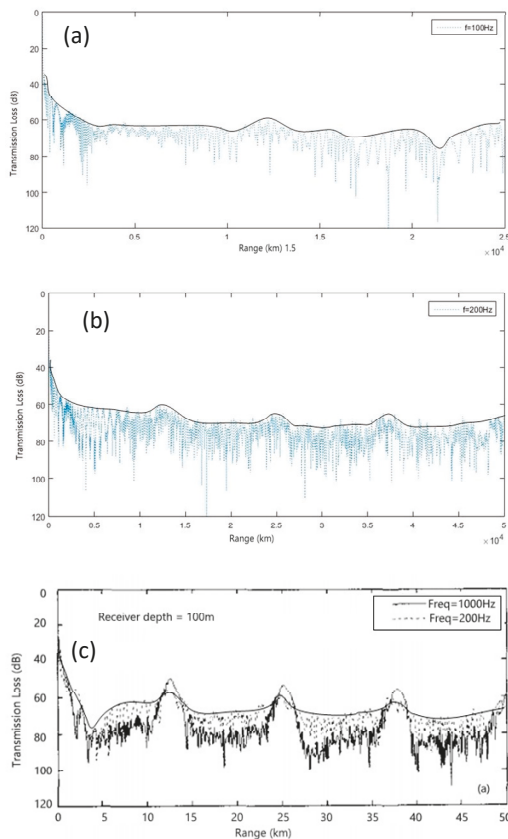 0
(a)
f=100Hz
40
60
80
100
120
Transmission Loss (dB)
0 0.5 1 1.5 2 2.5
Range (km) 1.5
×10⁴
0
(b)
f=200Hz
40
60
80
100
120
Transmission Loss (dB)
0 0.5 1 1.5 2 2.5 3 3.5 4 4.5 5
Range (km)
×10⁴
0
Receiver depth = 100m
Freq=1000Hz
Freq=200Hz
(c)
40
60
80
100
120
Transmission Loss (dB)
(a)
0 5 10 15 20 25 30 35 40 45 50
Range (km)